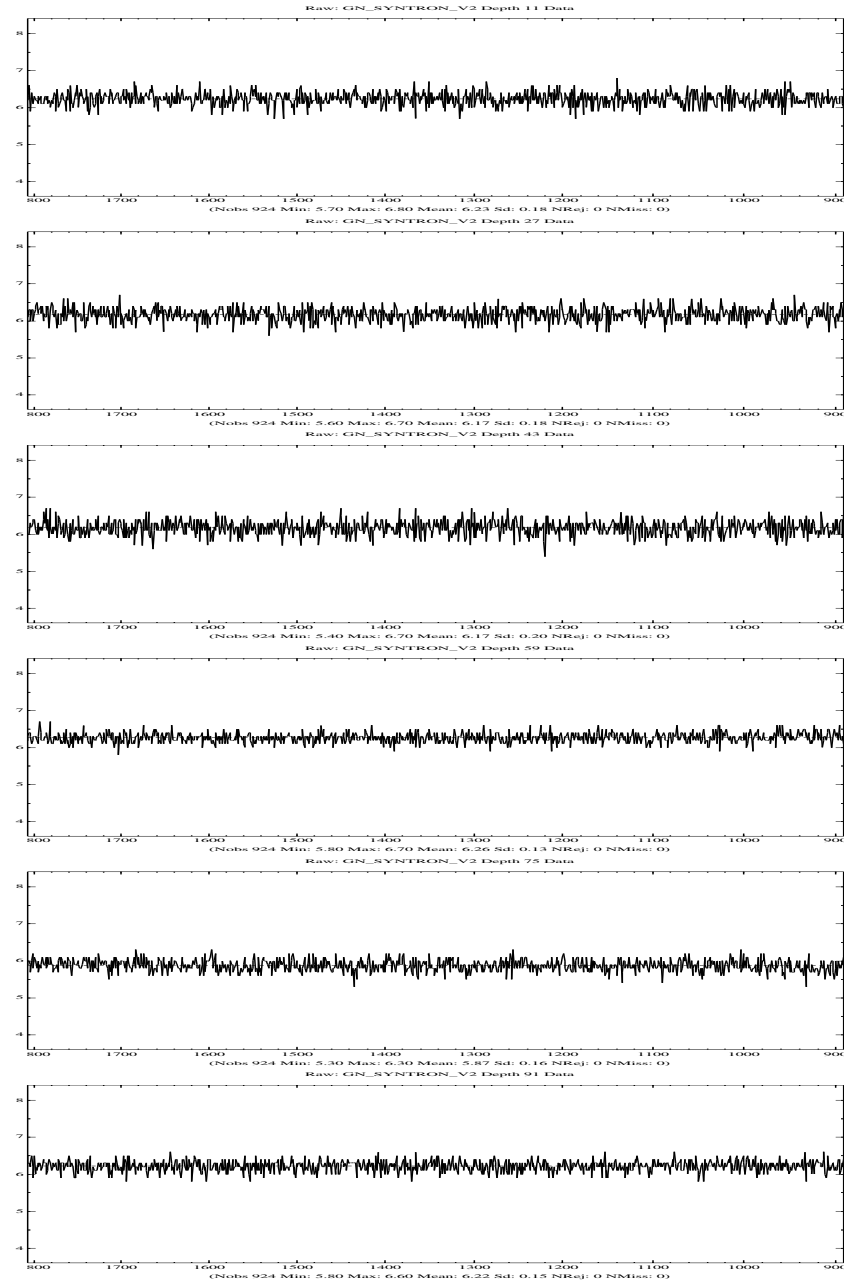 Raw: GN_SYNTRON_V2 Depth 11 Data
8
7
6
5
4
800 1700 1600 1500 1400 1300 1200 1100 1000 900
(Nobs 924 Min: 5.70 Max: 6.80 Mean: 6.23 Sd: 0.18 NRej: 0 NMiss: 0)
Raw: GN_SYNTRON_V2 Depth 27 Data
8
7
6
5
4
800 1700 1600 1500 1400 1300 1200 1100 1000 900
(Nobs 924 Min: 5.60 Max: 6.70 Mean: 6.17 Sd: 0.18 NRej: 0 NMiss: 0)
Raw: GN_SYNTRON_V2 Depth 43 Data
8
7
6
5
4
800 1700 1600 1500 1400 1300 1200 1100 1000 900
(Nobs 924 Min: 5.40 Max: 6.70 Mean: 6.17 Sd: 0.20 NRej: 0 NMiss: 0)
Raw: GN_SYNTRON_V2 Depth 59 Data
8
7
6
5
4
800 1700 1600 1500 1400 1300 1200 1100 1000 900
(Nobs 924 Min: 5.80 Max: 6.70 Mean: 6.26 Sd: 0.13 NRej: 0 NMiss: 0)
Raw: GN_SYNTRON_V2 Depth 75 Data
8
7
6
5
4
800 1700 1600 1500 1400 1300 1200 1100 1000 900
(Nobs 924 Min: 5.30 Max: 6.30 Mean: 5.87 Sd: 0.16 NRej: 0 NMiss: 0)
Raw: GN_SYNTRON_V2 Depth 91 Data
8
7
6
5
4
800 1700 1600 1500 1400 1300 1200 1100 1000 900
(Nobs 924 Min: 5.80 Max: 6.60 Mean: 6.22 Sd: 0.15 NRej: 0 NMiss: 0)